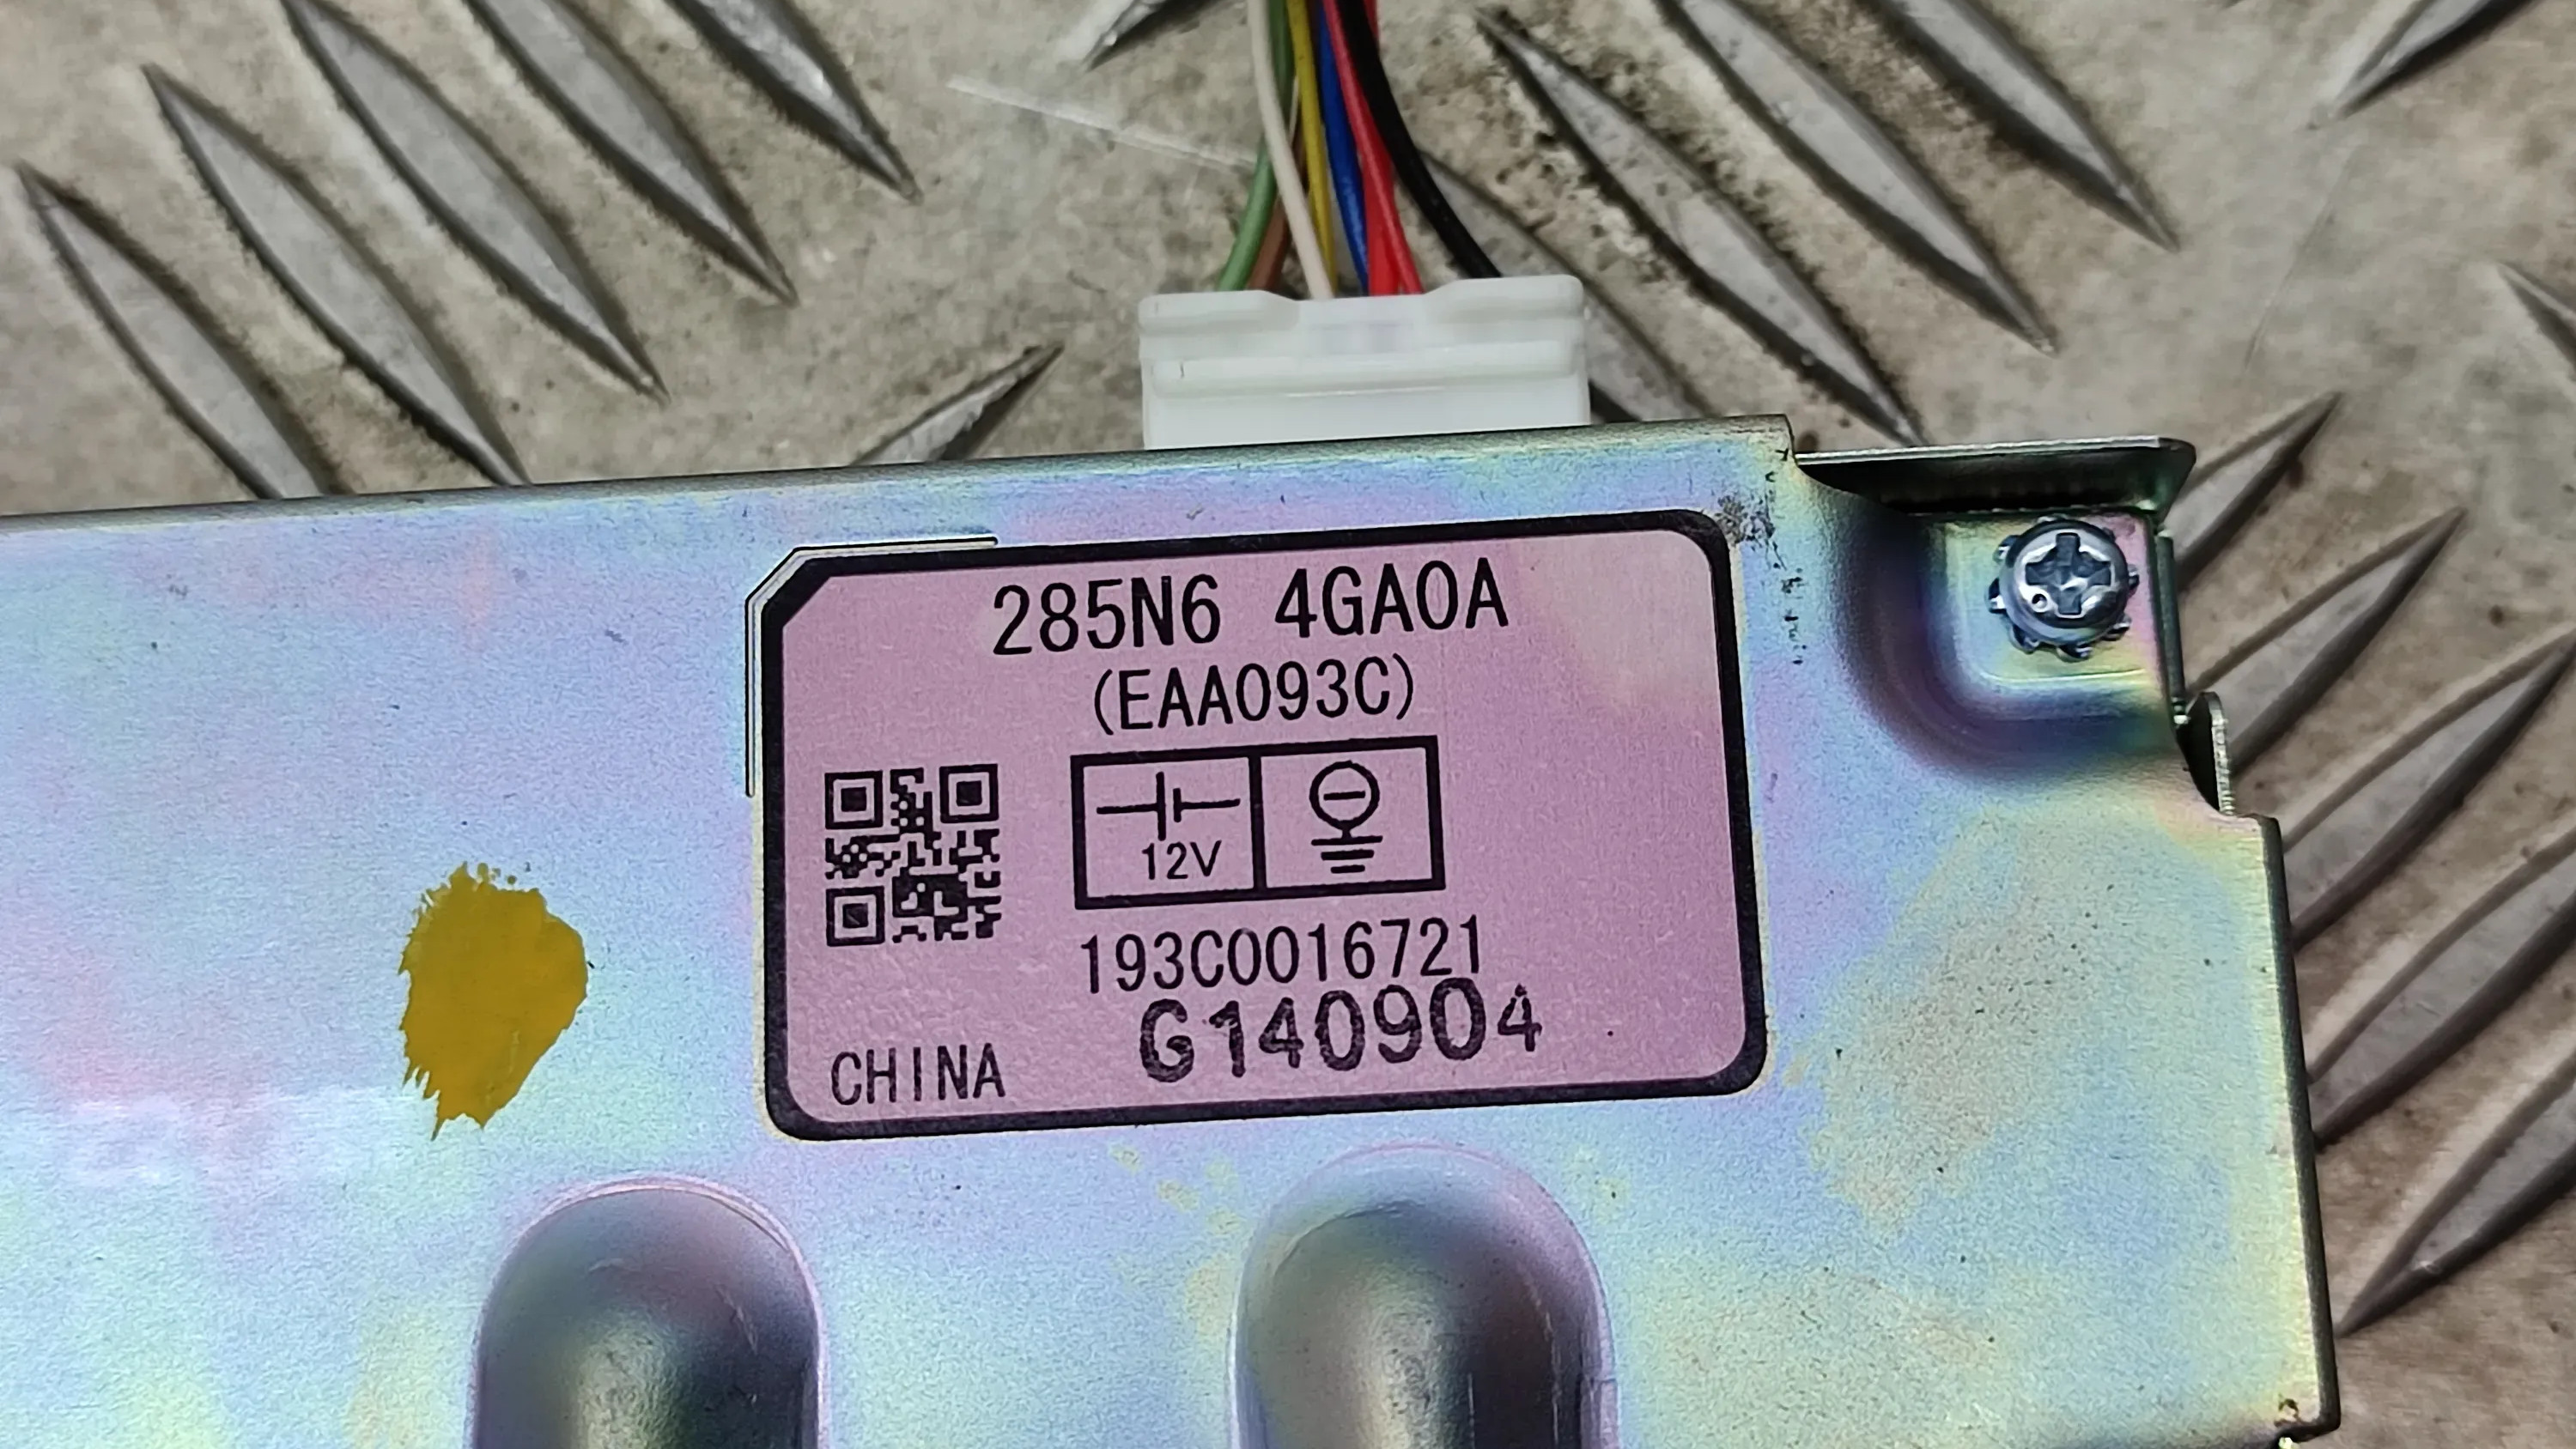 285N6 4GA0A
(EAA093C)
12V
193C0016721
G140904
CHINA